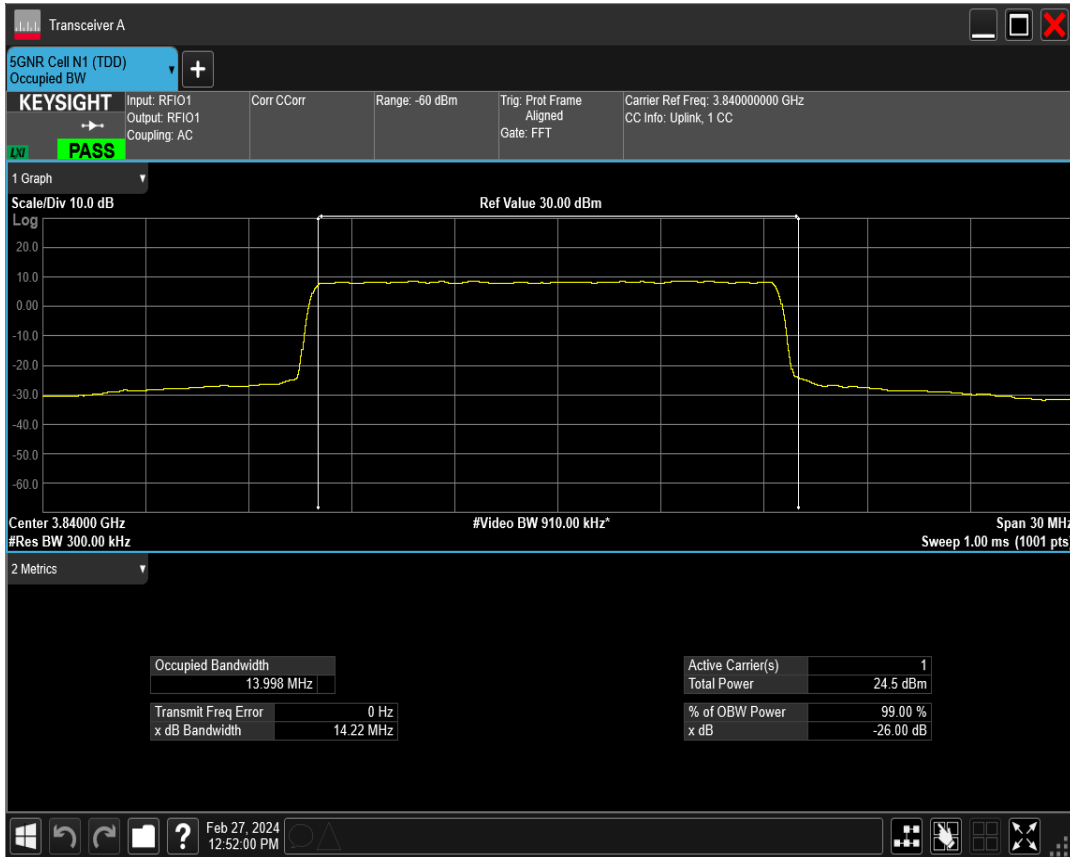 Transceiver A
5GNR Cell N1 (TDD)
Occupied BW
+
KEYSIGHT
LXI
PASS
Input: RFIO1
Output: RFIO1
Coupling: AC
Corr CCorr
Range: -60 dBm
Trig: Prot Frame
Aligned
Gate: FFT
Carrier Ref Freq: 3.840000000 GHz
CC Info: Uplink, 1 CC
1 Graph
Scale/Div 10.0 dB
Ref Value 30.00 dBm
Log
20.0
10.0
0.00
-10.0
-20.0
-30.0
-40.0
-50.0
-60.0
Center 3.84000 GHz
#Video BW 910.00 kHz*
Span 30 MHz
#Res BW 300.00 kHz
Sweep 1.00 ms (1001 pts
2 Metrics
Occupied Bandwidth
13.998 MHz
Transmit Freq Error 0 Hz
x dB Bandwidth 14.22 MHz
Active Carrier(s) 1
Total Power 24.5 dBm
% of OBW Power 99.00 %
x dB -26.00 dB
?
Feb 27, 2024
12:52:00 PM